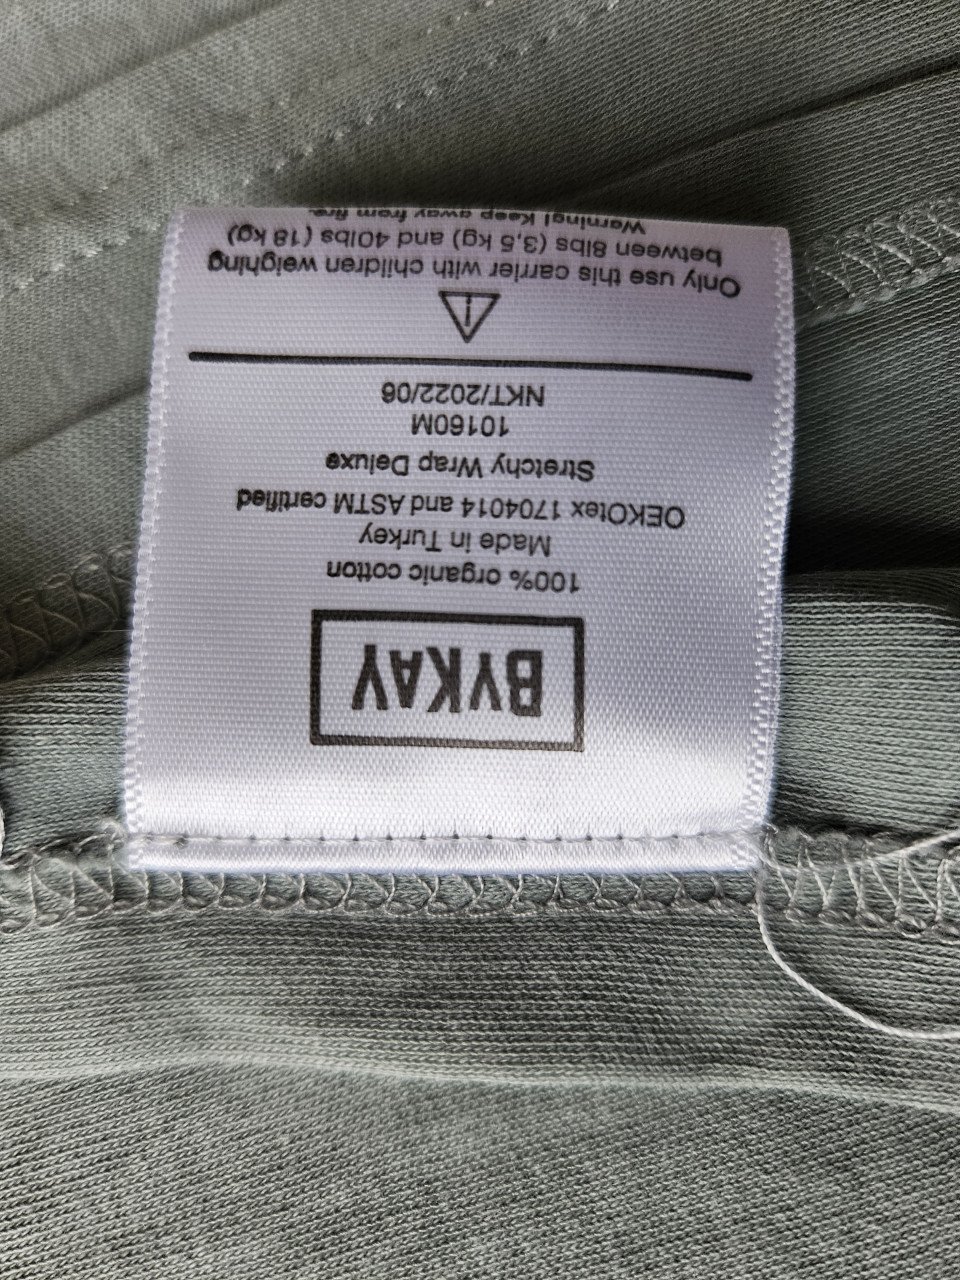 BYKAY
100% organic cotton
Made in Turkey
OEKOtex 1704014 and ASTM certified
Stretchy Wrap Deluxe
10160M
NKT/2022/06
Only use this carrier with children weighing
between 8lbs (3,5 kg) and 40lbs (18 kg)
Warning! Keep away from fire.